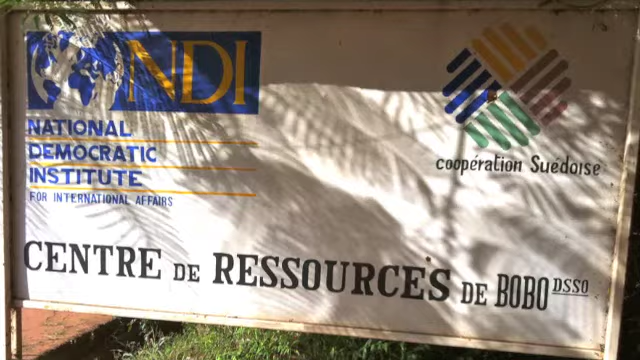 NDI
NATIONAL
DEMOCRATIC
INSTITUTE
FOR INTERNATIONAL AFFAIRS
coopération Suédoise
CENTRE DE RESSOURCES DE BOBO DSSO